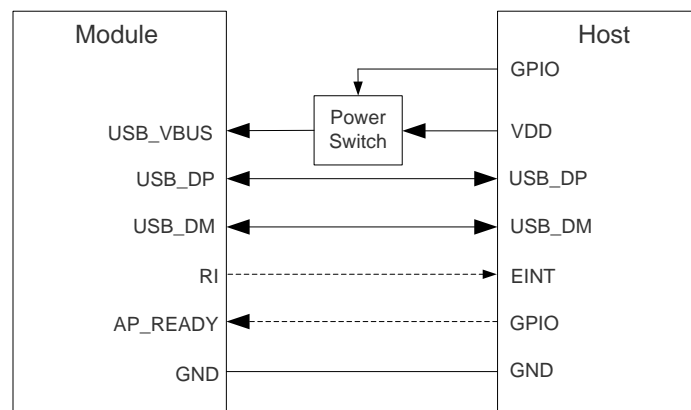 Module
Host
GPIO
Power
Switch
USB_VBUS
VDD
USB_DP
USB_DP
USB_DM
USB_DM
RI
EINT
AP_READY
GPIO
GND
GND